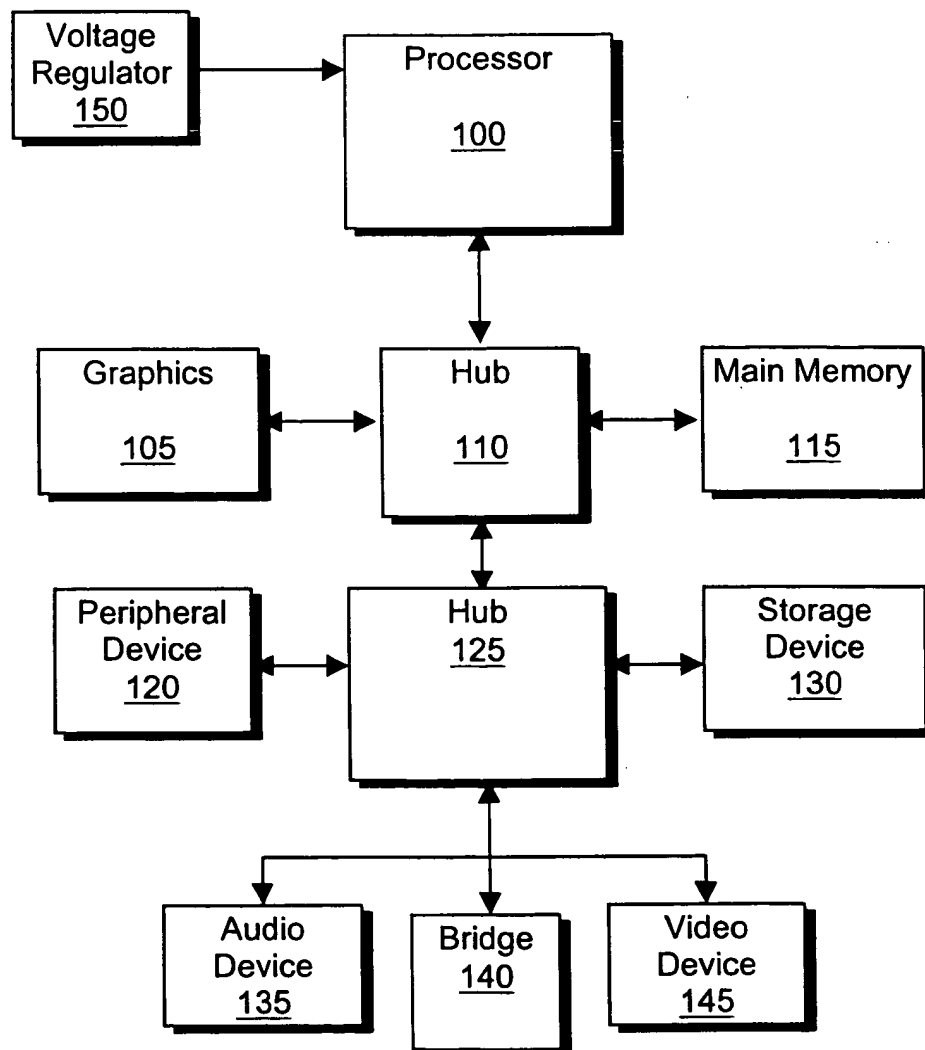 Voltage
Regulator
150
Processor
100
Graphics
105
Hub
110
Main Memory
115
Peripheral
Device
120
Hub
125
Storage
Device
130
Audio
Device
135
Bridge
140
Video
Device
145